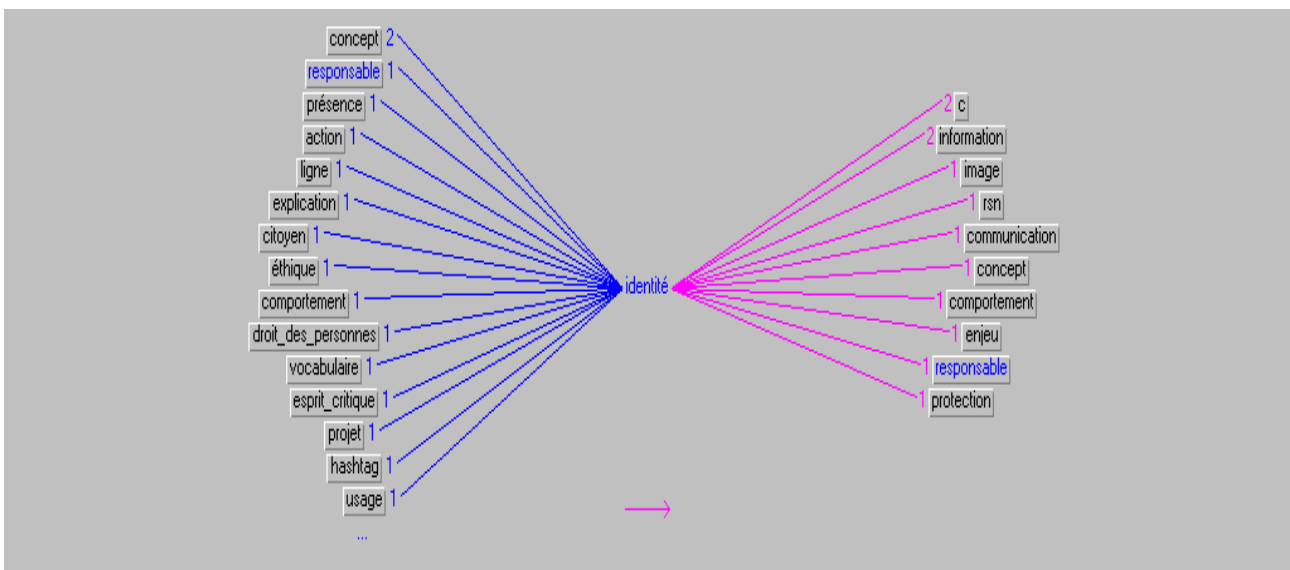 concept 2
responsable 1
présence 1
action 1
ligne 1
explication 1
citoyen 1
éthique 1
comportement 1
droit_des_personnes 1
vocabulaire 1
esprit_critique 1
projet 1
hashtag 1
usage 1
...
identité
2 c
2 information
1 image
1 rsn
1 communication
1 concept
1 comportement
1 enjeu
1 responsable
1 protection